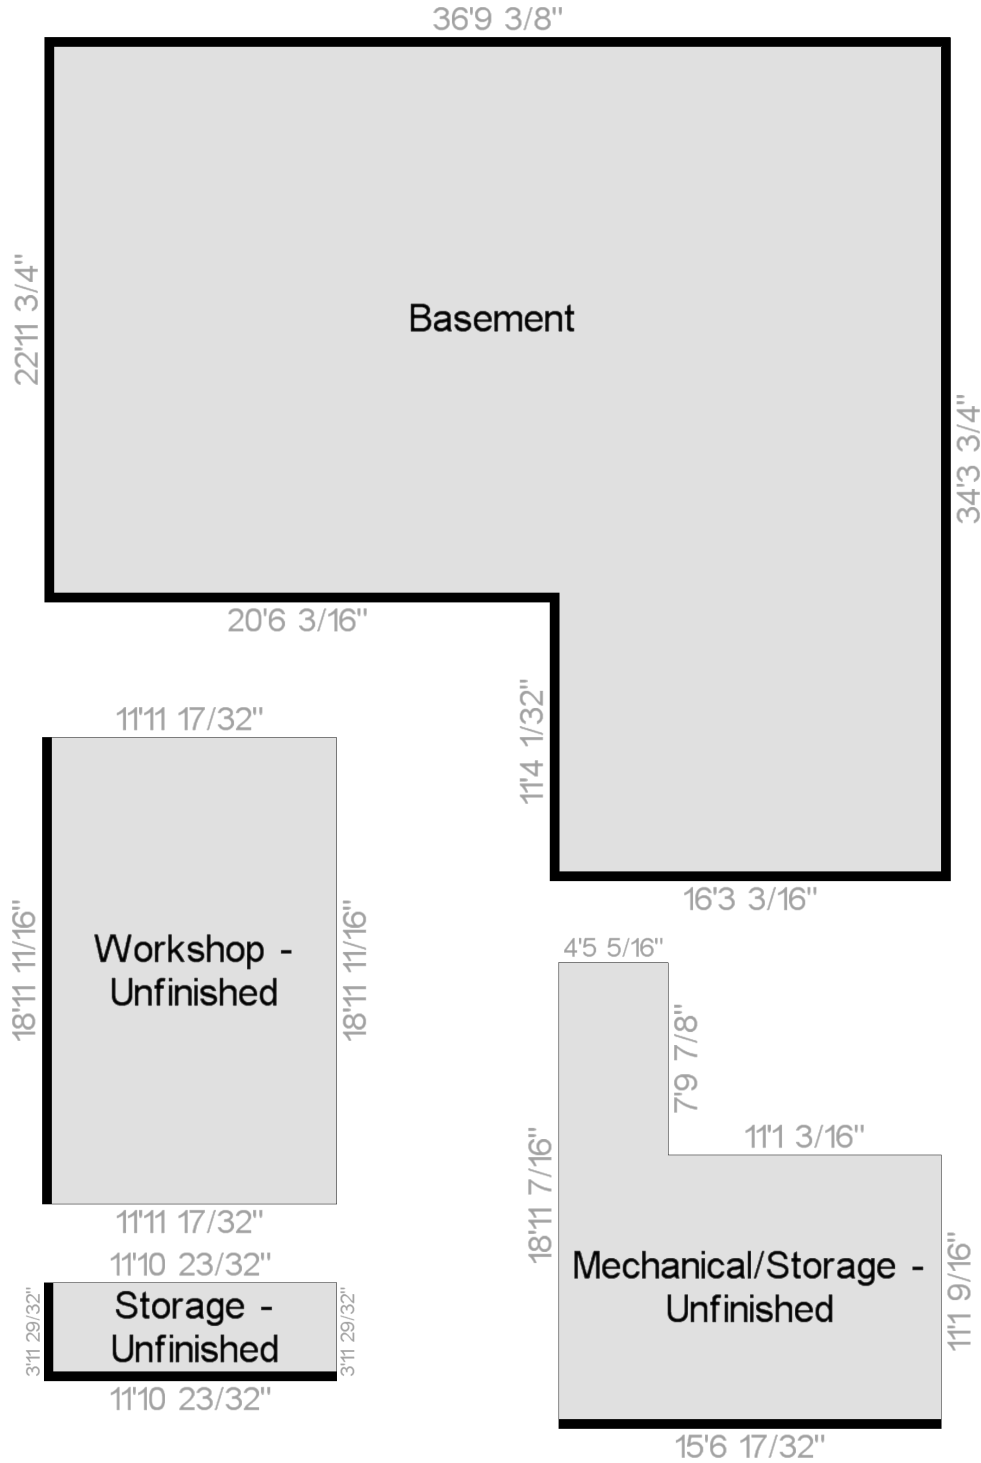 36'9 3/8"
22'11 3/4"
Basement
34'3 3/4"
20'6 3/16"
11'4 1/32"
16'3 3/16"
11'11 17/32"
18'11 11/16"
Workshop -
Unfinished
18'11 11/16"
11'11 17/32"
11'10 23/32"
3'11 29/32"
Storage -
Unfinished
3'11 29/32"
11'10 23/32"
4'5 5/16"
7'9 7/8"
11'1 3/16"
18'11 7/16"
Mechanical/Storage -
Unfinished
11'1 9/16"
15'6 17/32"